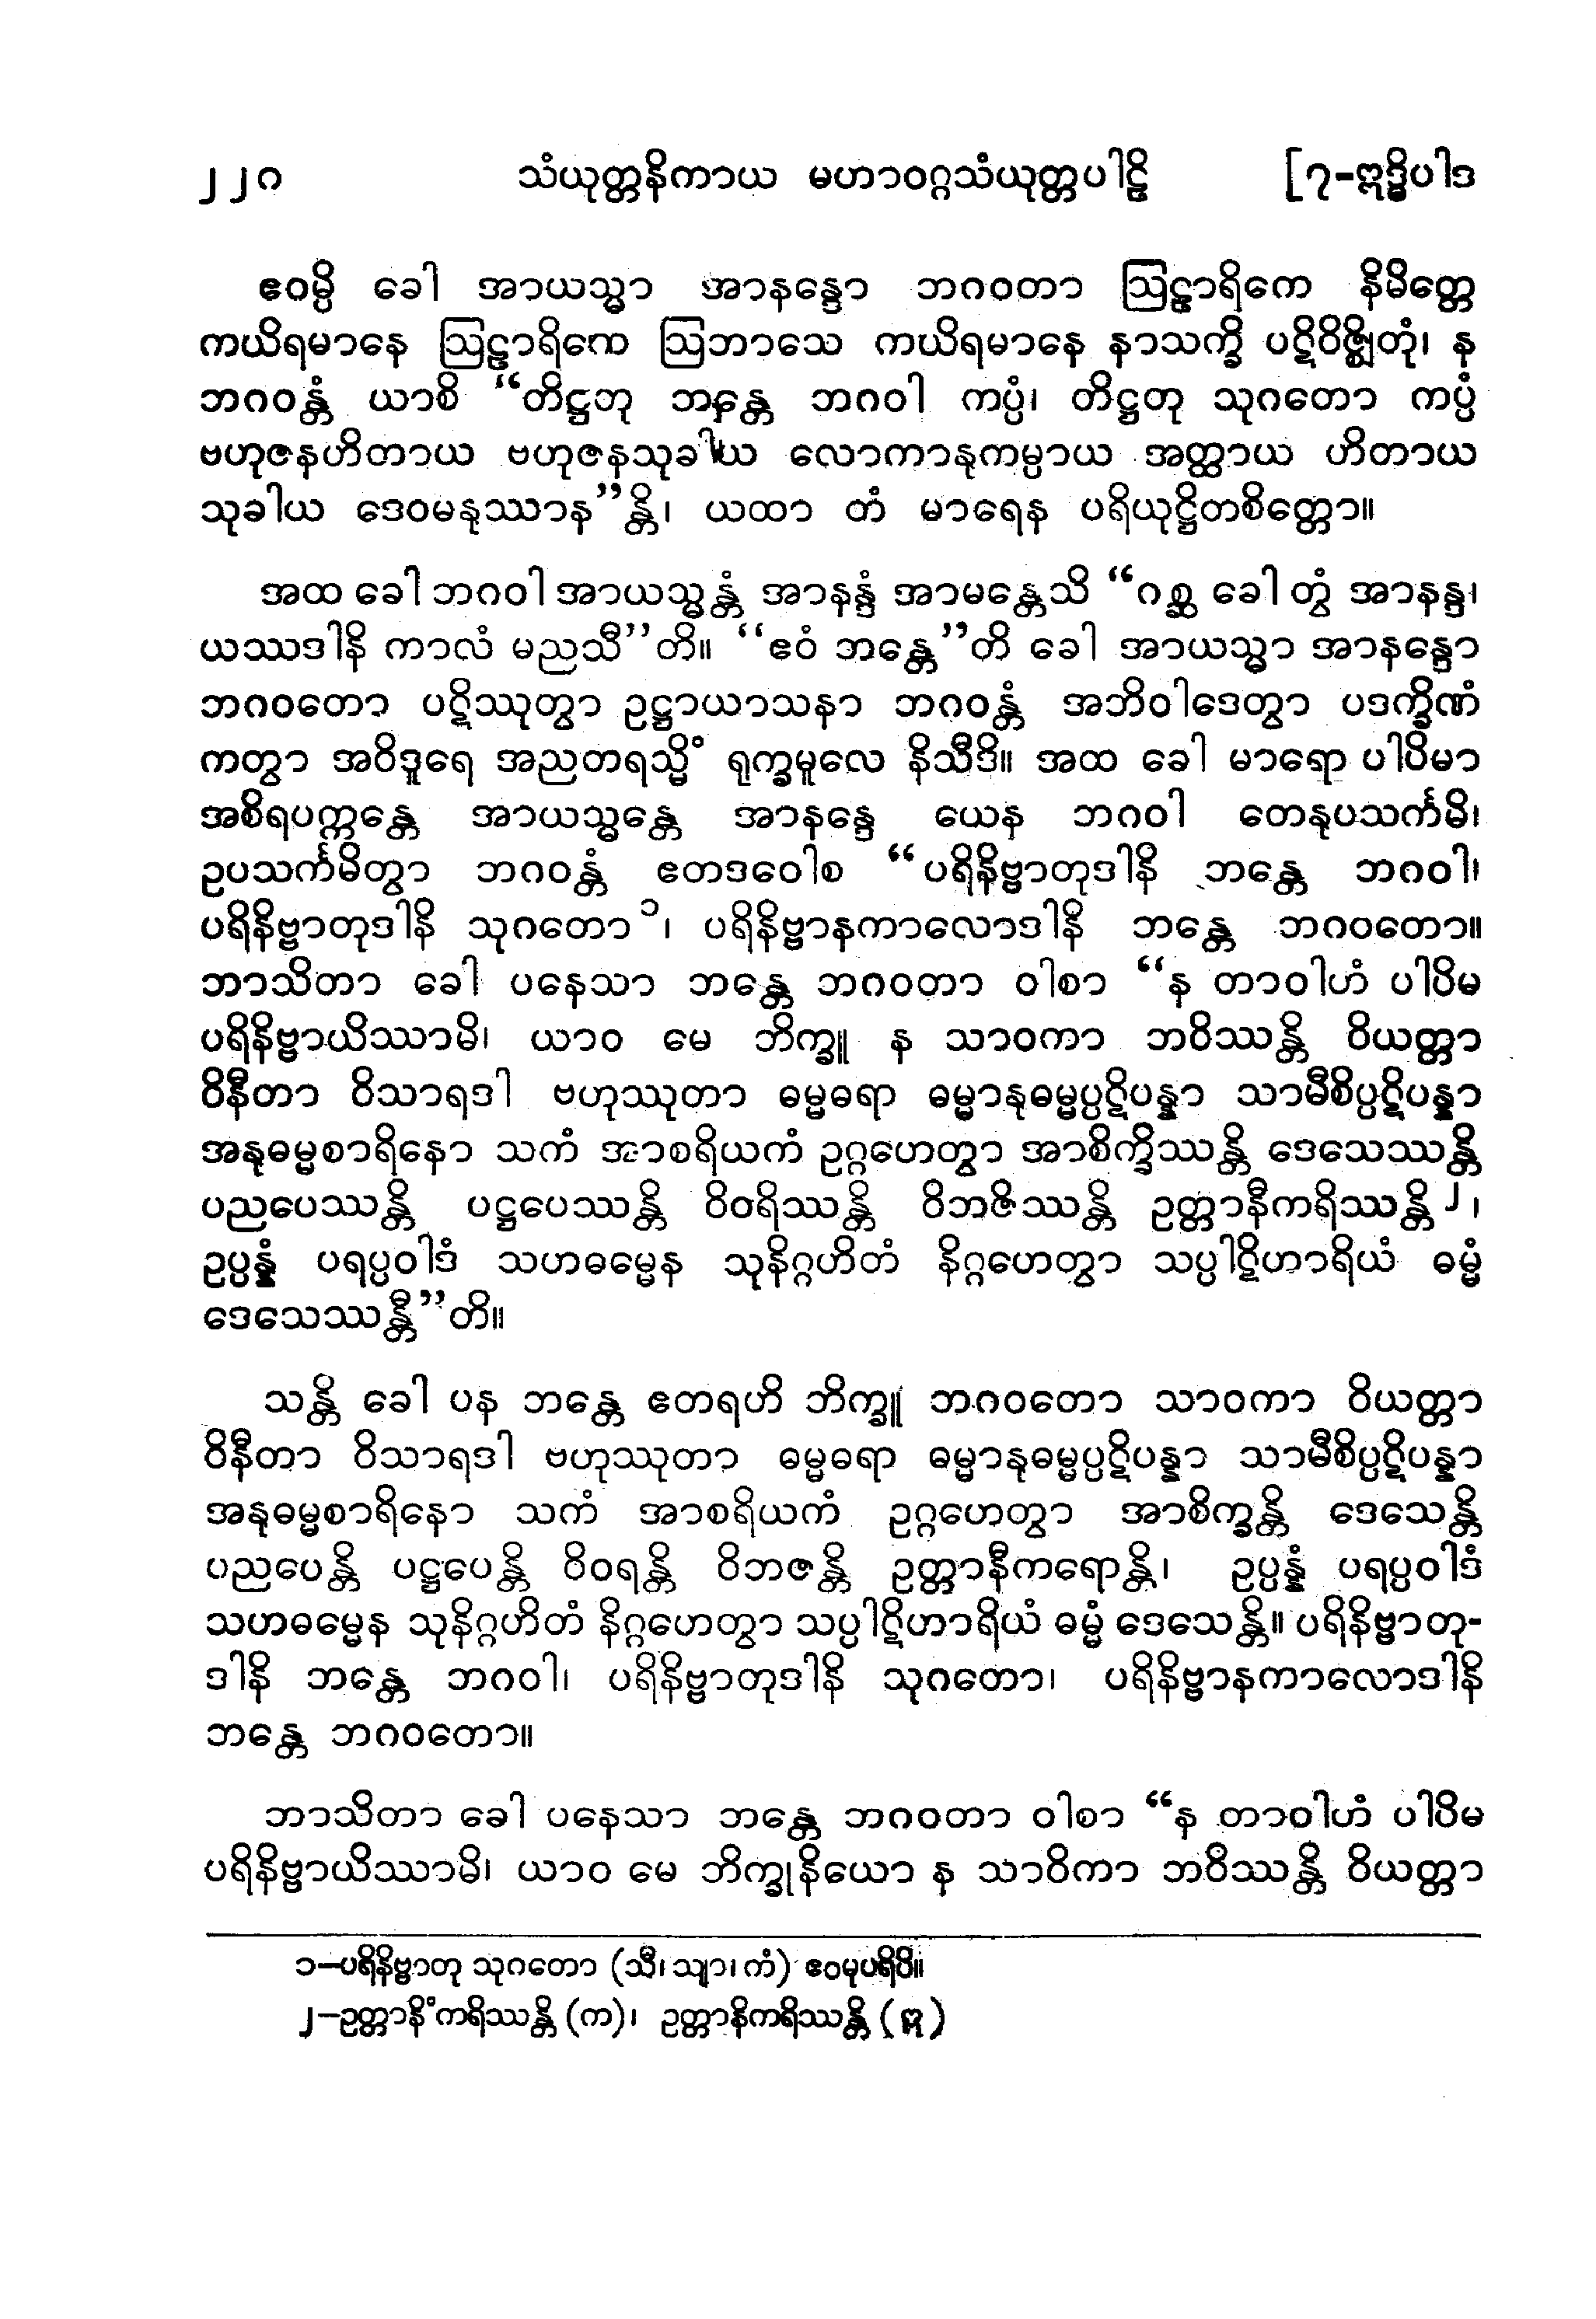 ၂၂၀ သံယုတ္တနိကာယ မဟာဝဂ္ဂသံယုတ္တပါဠိ [၇-ဣဒ္ဓိပါဒ
ဧဝမ္ပိ ခေါ အာယသ္မာ အာနန္ဒော ဘဂဝတာ ဩဠာရိကေ နိမိတ္တေ
ကယိရမာနေ ဩဠာရိကေ ဩဘာသေ ကယိရမာနေ နာသက္ခိ ပဋိဝိဇ္ဈိတုံ၊ န
ဘဂဝန္တံ ယာစိ “တိဋ္ဌတု ဘန္တေ ဘဂဝါ ကပ္ပံ၊ တိဋ္ဌတု သုဂတော ကပ္ပံ
ဗဟုဇနဟိတာယ ဗဟုဇနသုခါယ လောကာနုကမ္ပာယ အတ္ထာယ ဟိတာယ
သုခါယ ဒေဝမနုဿာန”န္တိ၊ ယထာ တံ မာရေန ပရိယုဋ္ဌိတစိတ္တော။
အထ ခေါ ဘဂဝါ အာယသ္မန္တံ အာနန္ဒံ အာမန္တေသိ “ဂစ္ဆ ခေါ တွံ အာနန္ဒ၊
ယဿဒါနိ ကာလံ မညသီ”တိ။ “ဧဝံ ဘန္တေ”တိ ခေါ အာယသ္မာ အာနန္ဒော
ဘဂဝတော ပဋိဿုတွာ ဥဋ္ဌာယာသနာ ဘဂဝန္တံ အဘိဝါဒေတွာ ပဒက္ခိဏံ
ကတွာ အဝိဒူရေ အညတရသ္မိံ ရုက္ခမူလေ နိသီဒိ။ အထ ခေါ မာရော ပါပိမာ
အစိရပက္ကန္တေ အာယသ္မန္တေ အာနန္ဒေ ယေန ဘဂဝါ တေနုပသင်္ကမိ၊
ဥပသင်္ကမိတွာ ဘဂဝန္တံ ဧတဒဝေါစ “ပရိနိဗ္ဗာတုဒါနိ ဘန္တေ ဘဂဝါ၊
ပရိနိဗ္ဗာတုဒါနိ သုဂတော ၁၊ ပရိနိဗ္ဗာနကာလောဒါနိ ဘန္တေ ဘဂဝတော။
ဘာသိတာ ခေါ ပနေသာ ဘန္တေ ဘဂဝတာ ဝါစာ “န တာဝါဟံ ပါပိမ
ပရိနိဗ္ဗာယိဿာမိ၊ ယာဝ မေ ဘိက္ခူ န သာဝကာ ဘဝိဿန္တိ ဝိယတ္တာ
ဝိနီတာ ဝိသာရဒါ ဗဟုဿုတာ ဓမ္မဓရာ ဓမ္မာနုဓမ္မပ္ပဋိပန္နာ သာမီစိပ္ပဋိပန္နာ
အနုဓမ္မစာရိနော သကံ အာစရိယကံ ဥဂ္ဂဟေတွာ အာစိက္ခိဿန္တိ ဒေသေဿန္တိ
ပညပေဿန္တိ ပဋ္ဌပေဿန္တိ ဝိဝရိဿန္တိ ဝိဘဇိဿန္တိ ဥတ္တာနီကရိဿန္တိ ၂၊
ဥပ္ပန္နံ ပရပ္ပဝါဒံ သဟဓမ္မေန သုနိဂ္ဂဟိတံ နိဂ္ဂဟေတွာ သပ္ပါဋိဟာရိယံ ဓမ္မံ
ဒေသေဿန္တီ”တိ။
သန္တိ ခေါ ပန ဘန္တေ ဧတရဟိ ဘိက္ခူ ဘဂဝတော သာဝကာ ဝိယတ္တာ
ဝိနီတာ ဝိသာရဒါ ဗဟုဿုတာ ဓမ္မဓရာ ဓမ္မာနုဓမ္မပ္ပဋိပန္နာ သာမီစိပ္ပဋိပန္နာ
အနုဓမ္မစာရိနော သကံ အာစရိယကံ ဥဂ္ဂဟေတွာ အာစိက္ခန္တိ ဒေသေန္တိ
ပညပေန္တိ ပဋ္ဌပေန္တိ ဝိဝရန္တိ ဝိဘဇန္တိ ဥတ္တာနီကရောန္တိ၊ ဥပ္ပန္နံ ပရပ္ပဝါဒံ
သဟဓမ္မေန သုနိဂ္ဂဟိတံ နိဂ္ဂဟေတွာ သပ္ပါဋိဟာရိယံ ဓမ္မံ ဒေသေန္တိ။ ပရိနိဗ္ဗာတု-
ဒါနိ ဘန္တေ ဘဂဝါ၊ ပရိနိဗ္ဗာတုဒါနိ သုဂတော၊ ပရိနိဗ္ဗာနကာလောဒါနိ
ဘန္တေ ဘဂဝတော။
ဘာသိတာ ခေါ ပနေသာ ဘန္တေ ဘဂဝတာ ဝါစာ “န တာဝါဟံ ပါပိမ
ပရိနိဗ္ဗာယိဿာမိ၊ ယာဝ မေ ဘိက္ခုနိယော န သာဝိကာ ဘဝိဿန္တိ ဝိယတ္တာ
၁–ပရိနိဗ္ဗာတု သုဂတော (သီ၊ သျာ၊ ကံ) ဧဝမုပရိပိ။
၂–ဥတ္တာနိံကရိဿန္တိ (က)၊ ဥတ္တာနိကရိဿန္တိ (ဣ)